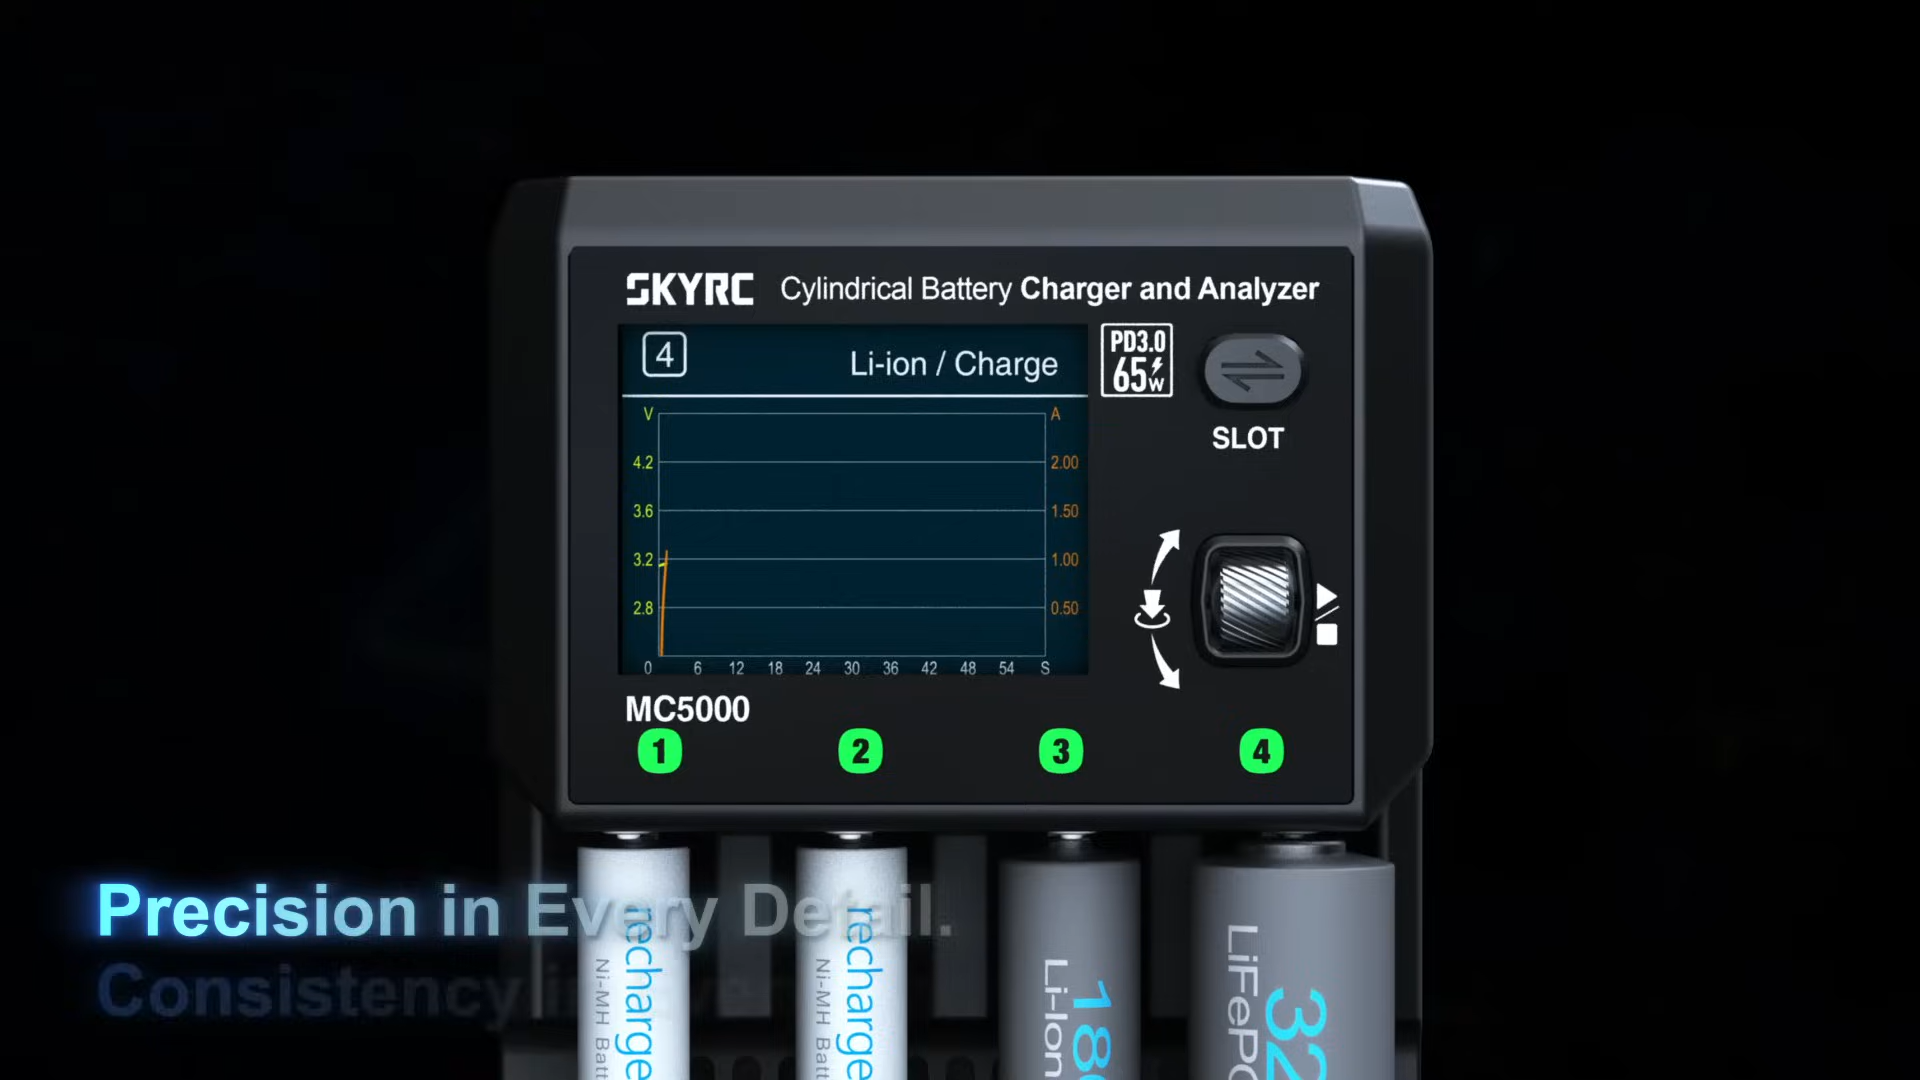 SKYRC Cylindrical Battery Charger and Analyzer
4 Li-ion / Charge
PD3.0
65W
SLOT
V A
4.2 2.00
3.6 1.50
3.2 1.00
2.8 0.50
0 6 12 18 24 30 36 42 48 54 S
MC5000
1 2 3 4
Precision in Every Detail.
Consistency
recharge
Ni-MH
recharge
Ni-MH
Li-Ion
LiFePO